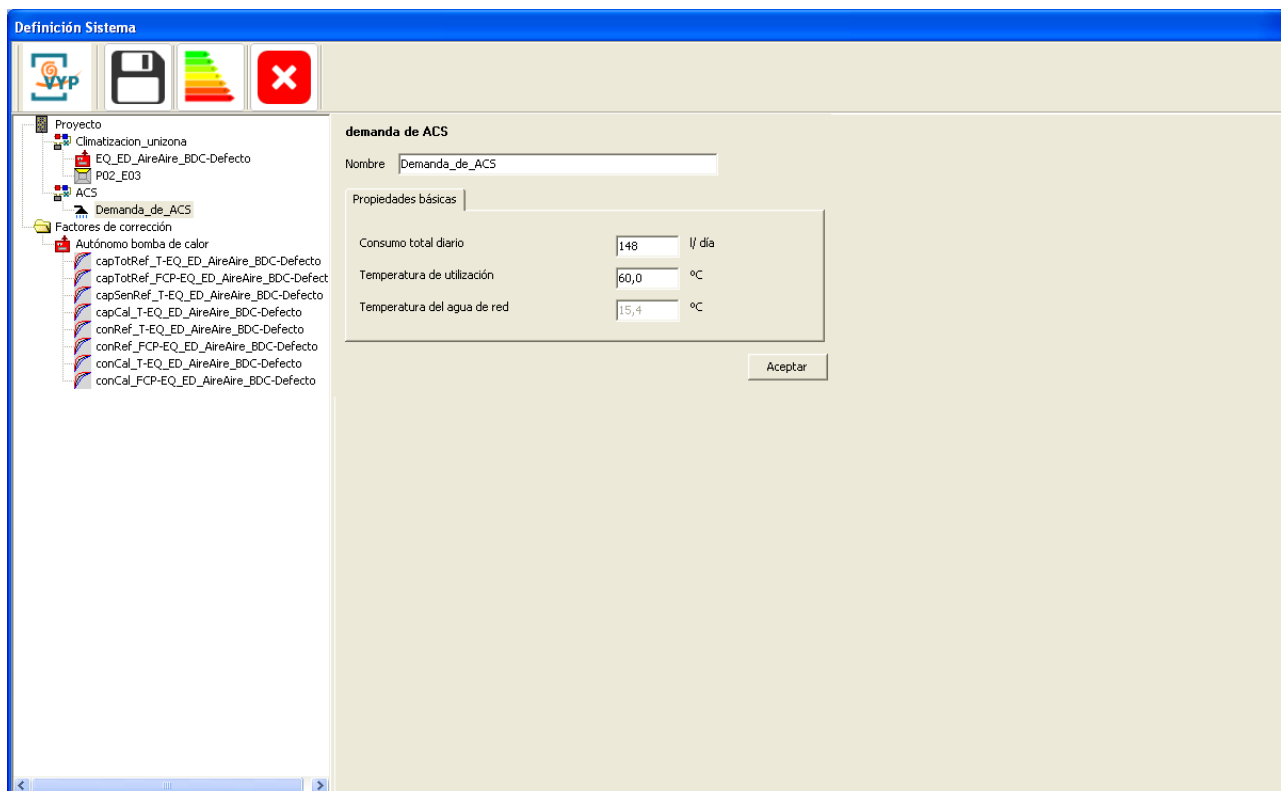 Definición Sistema
VYP
Proyecto
Climatizacion_unizona
EQ_ED_AireAire_BDC-Defecto
P02_E03
ACS
Demanda_de_ACS
Factores de corrección
Autónomo bomba de calor
capTotRef_T-EQ_ED_AireAire_BDC-Defecto
capTotRef_FCP-EQ_ED_AireAire_BDC-Defect
capSenRef_T-EQ_ED_AireAire_BDC-Defecto
capCal_T-EQ_ED_AireAire_BDC-Defecto
conRef_T-EQ_ED_AireAire_BDC-Defecto
conRef_FCP-EQ_ED_AireAire_BDC-Defecto
conCal_T-EQ_ED_AireAire_BDC-Defecto
conCal_FCP-EQ_ED_AireAire_BDC-Defecto
demanda de ACS
Nombre Demanda_de_ACS
Propiedades básicas
Consumo total diario 148 l/ día
Temperatura de utilización 60,0 ºC
Temperatura del agua de red 15,4 ºC
Aceptar